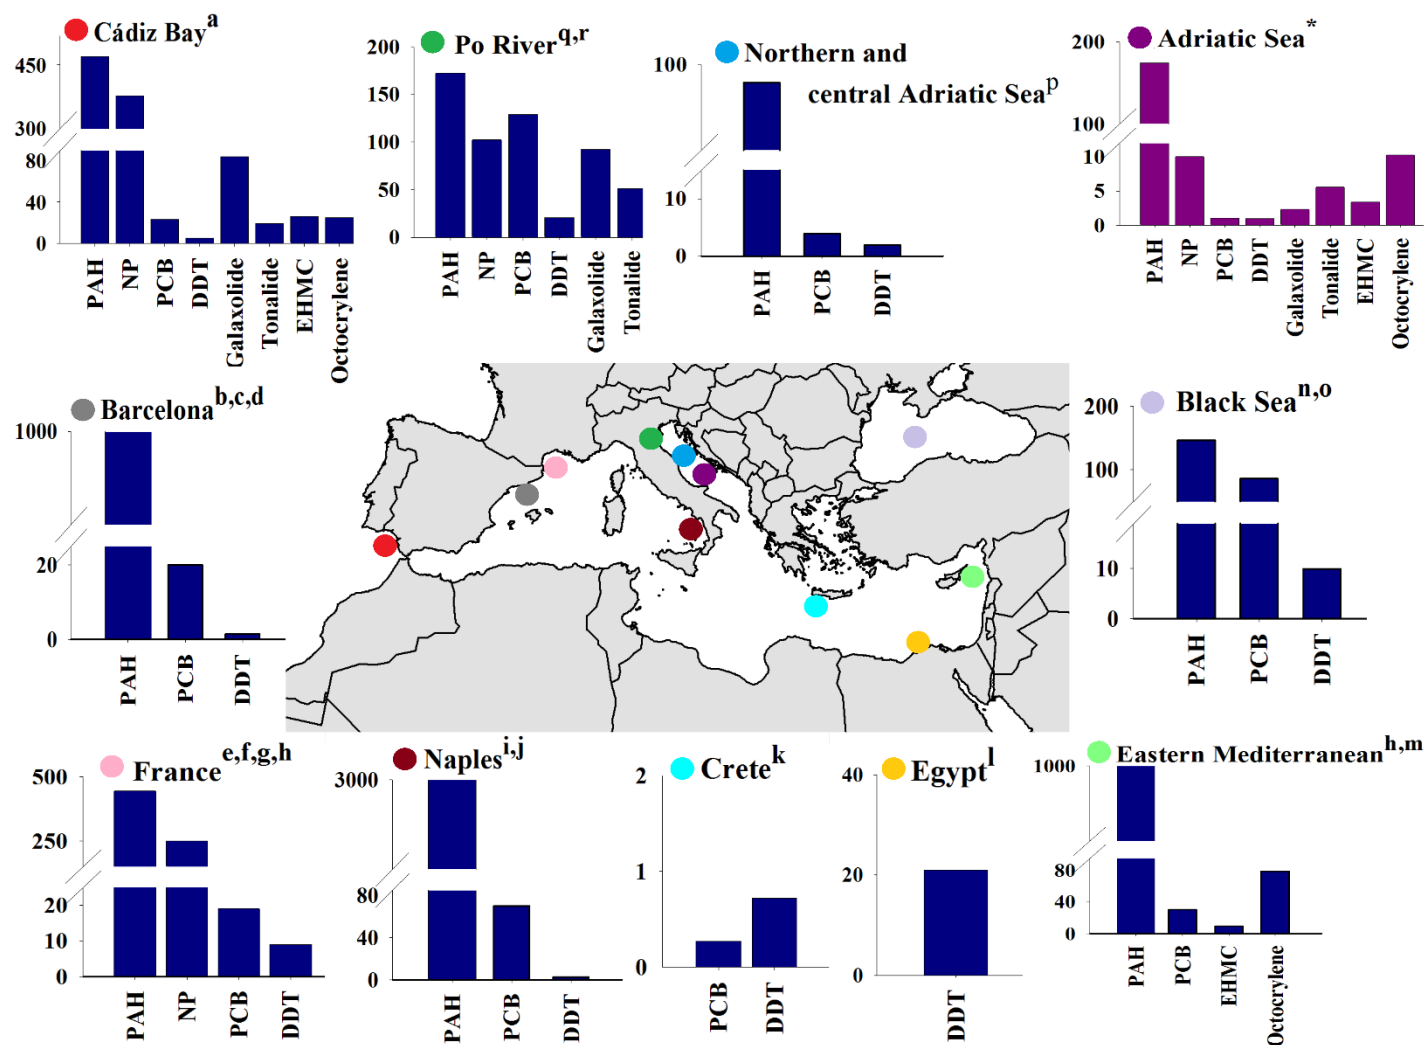 Cádiz Bay^a
450
300
80
40
0
PAH
NP
PCB
DDT
Galaxolide
Tonalide
EHMC
Octocrylene
Po River^q,r
200
150
100
50
0
PAH
NP
PCB
DDT
Galaxolide
Tonalide
Northern and
central Adriatic Sea^p
100
10
0
PAH
PCB
DDT
Adriatic Sea^*
200
100
10
5
0
PAH
NP
PCB
DDT
Galaxolide
Tonalide
EHMC
Octocrylene
Barcelona^b,c,d
1000
20
0
PAH
PCB
DDT
Black Sea^n,o
200
100
10
0
PAH
PCB
DDT
France^e,f,g,h
500
250
20
10
0
PAH
NP
PCB
DDT
Naples^i,j
3000
80
40
0
PAH
PCB
DDT
Crete^k
2
1
0
PCB
DDT
Egypt^l
40
20
0
DDT
Eastern Mediterranean^h,m
1000
80
40
0
PAH
PCB
EHMC
Octocrylene